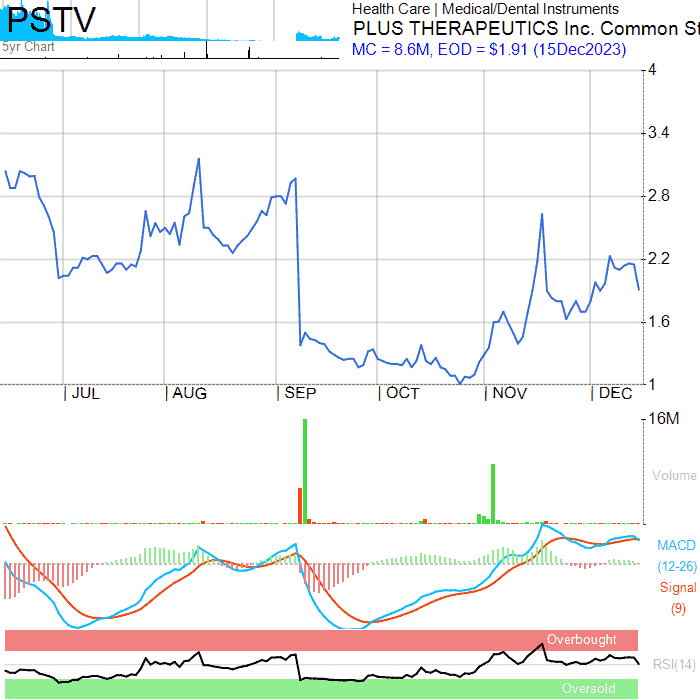 PSTV
5yr Chart
Health Care | Medical/Dental Instruments
PLUS THERAPEUTICS Inc. Common St
MC = 8.6M, EOD = $1.91 (15Dec2023)
4
3.4
2.8
2.2
1.6
1
| JUL | AUG | SEP | OCT | NOV | DEC
16M
Volume
MACD
(12-26)
Signal
(9)
Overbought
RSI(14)
Oversold